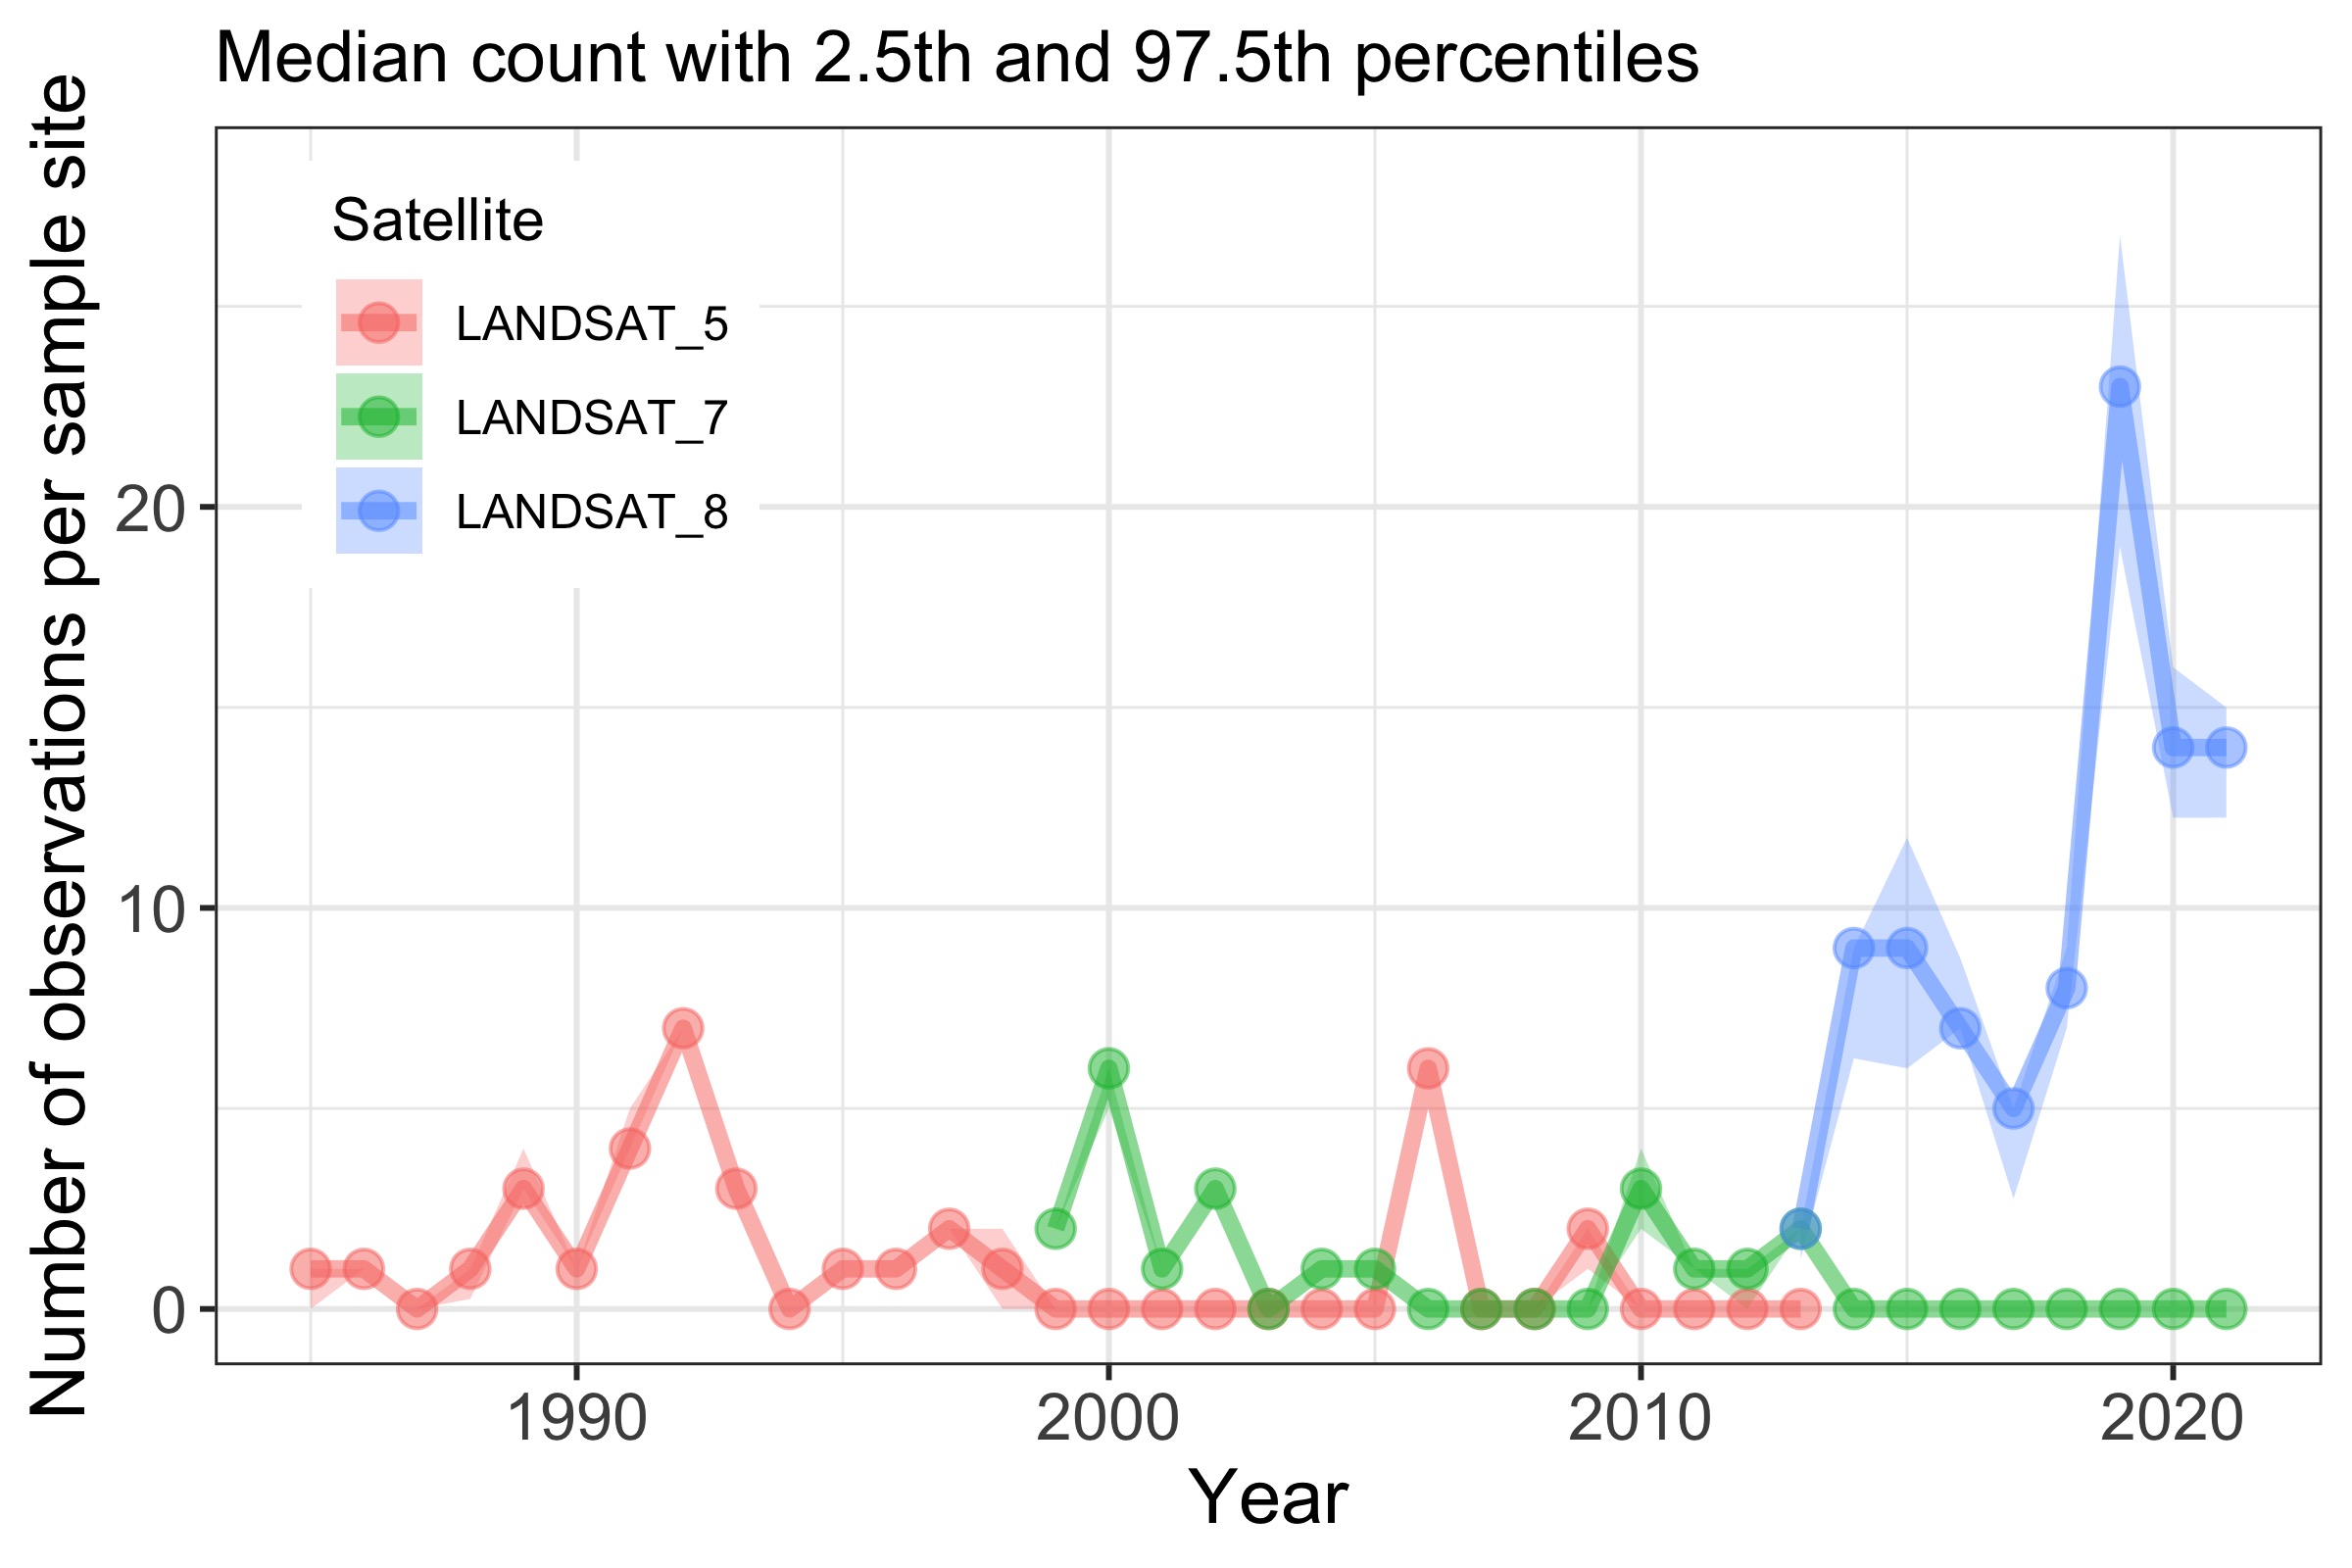 Median count with 2.5th and 97.5th percentiles
Number of observations per sample site
Satellite
LANDSAT_5
LANDSAT_7
LANDSAT_8
20
10
0
1990 2000 2010 2020
Year